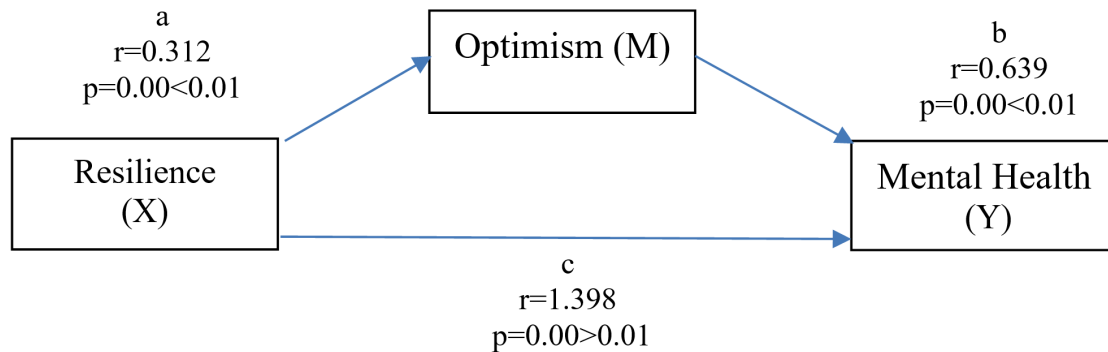 a
r=0.312
p=0.00<0.01
Optimism (M)
b
r=0.639
p=0.00<0.01
Resilience
(X)
Mental Health
(Y)
c
r=1.398
p=0.00>0.01